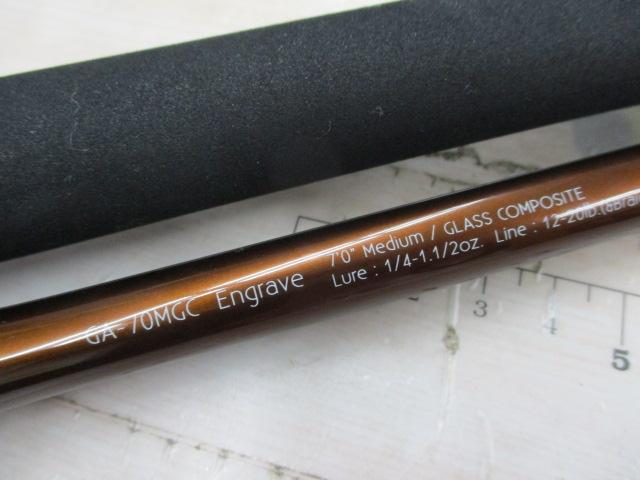 GA-70MGC Engrave
7'0" Medium / GLASS COMPOSITE
Lure : 1/4-1.1/2oz. Line : 12-20lb.
3
4
5